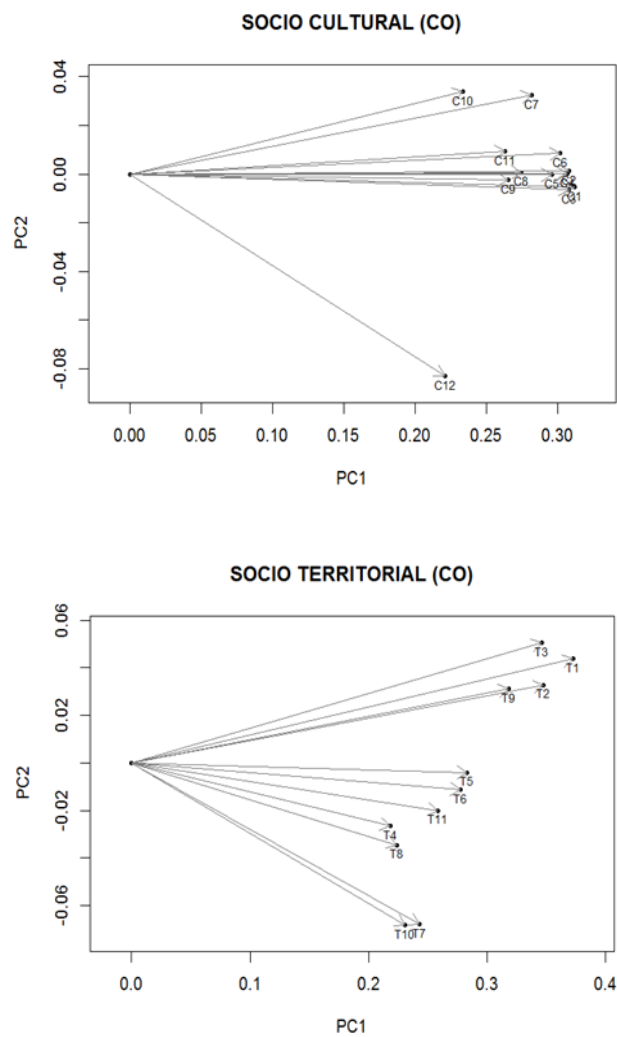 SOCIO CULTURAL (CO)
0.04
0.00
-0.04
-0.08
PC2
C10
C7
C11
C6
C8
C5
C9
C3
C12
0.00 0.05 0.10 0.15 0.20 0.25 0.30
PC1
SOCIO TERRITORIAL (CO)
0.06
0.02
-0.02
-0.06
PC2
T3
T1
T2
T9
T5
T6
T11
T4
T8
T10
T7
0.0 0.1 0.2 0.3 0.4
PC1